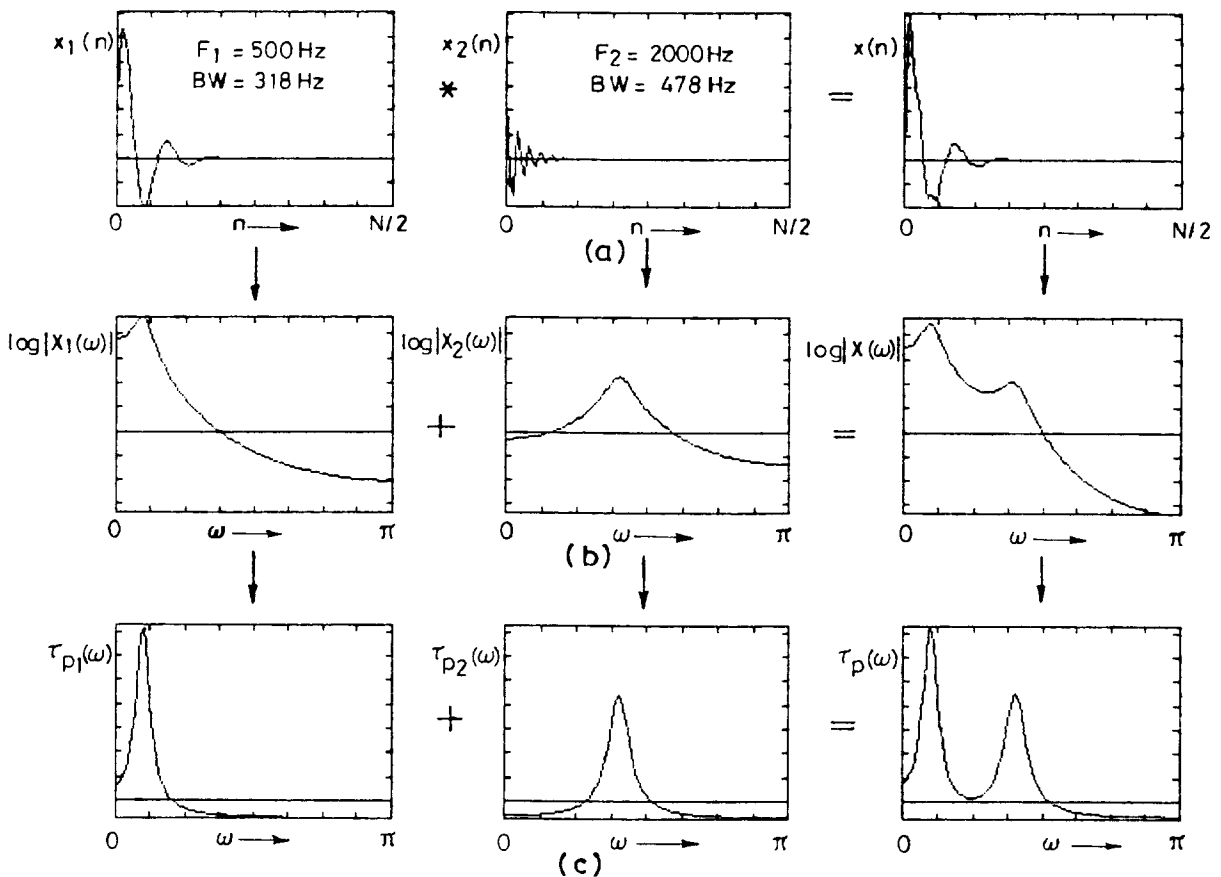 x₁(n)
F₁ = 500 Hz
BW = 318 Hz
*
x₂(n)
F₂ = 2000 Hz
BW = 478 Hz
=
x(n)
0 n → N/2
0 n → N/2
0 n → N/2
(a)
log|X₁(ω)|
+
log|X₂(ω)|
=
log|X(ω)|
0 ω → π
0 ω → π
0 ω → π
(b)
τp₁(ω)
+
τp₂(ω)
=
τp(ω)
0 ω → π
0 ω → π
0 ω → π
(c)